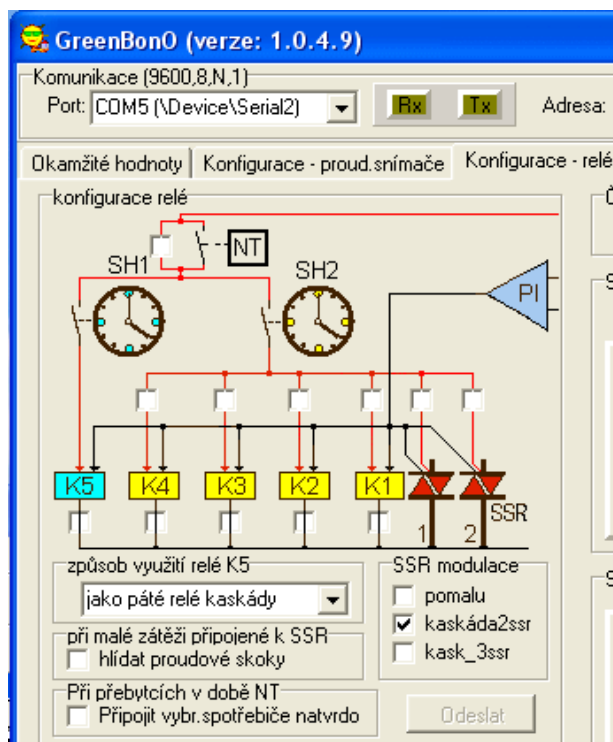 GreenBonO (verze: 1.0.4.9)
Komunikace (9600,8,N,1)
Port: COM5 (\Device\Serial2) Rx Tx Adresa:
Okamžité hodnoty Konfigurace - proud.snímače Konfigurace - relé
konfigurace relé
NT
SH1 SH2
PI
K5 K4 K3 K2 K1
SSR
1 2
způsob využití relé K5
jako páté relé kaskády
při malé zátěži připojené k SSR
hlídat proudové skoky
Při přebytcích v době NT
Připojit vybr.spotřebiče natvrdo
SSR modulace
pomalu
kaskáda2ssr
kask_3ssr
Odeslat